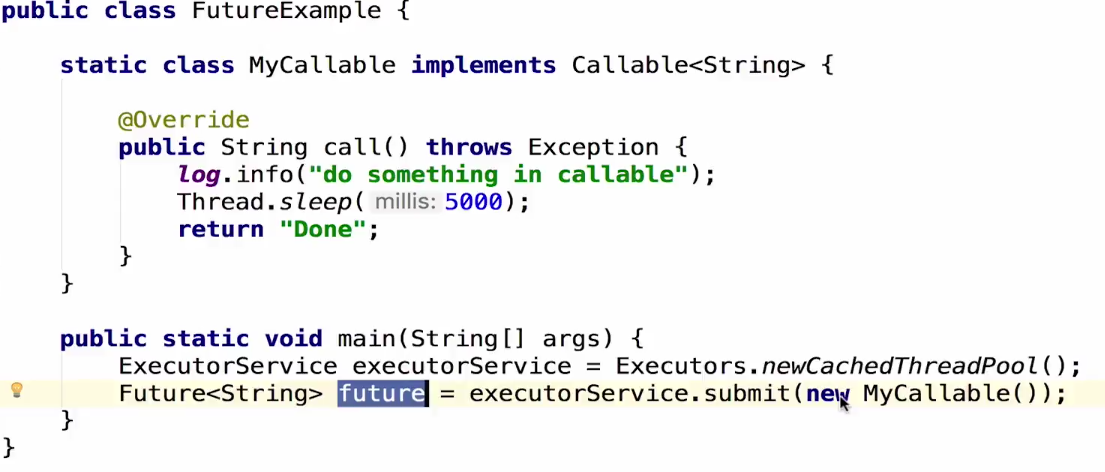 public class FutureExample {
static class MyCallable implements Callable<String> {
@Override
public String call() throws Exception {
log.info("do something in callable");
Thread.sleep( millis: 5000);
return "Done";
}
}
public static void main(String[] args) {
ExecutorService executorService = Executors.newCachedThreadPool();
Future<String> future = executorService.submit(new MyCallable());
}
}